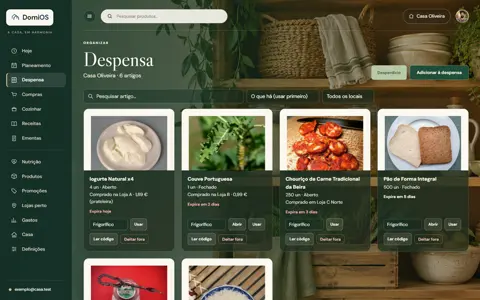 DomiOS
A CASA, EM HARMONIA
Hoje
Planeamento
Despensa
Compras
Cozinhar
Receitas
Ementas
Nutrição
Produtos
Promoções
Lojas perto
Gastos
Casa
Definições
exemplo@casa.test
Pesquisar produtos...
Casa Oliveira
ORGANIZAR
Despensa
Casa Oliveira · 6 artigos
Desperdício
Adicionar à despensa
Pesquisar artigo...
O que há (usar primeiro)
Todos os locais
Iogurte Natural x4
4 un · Aberto
Comprado na Loja A · 1,89 €
(prateleira)
Expira hoje
Frigorífico
Usar
Ler código
Deitar fora
Couve Portuguesa
1 un · Fechado
Comprado na Loja B · 0,99 €
Expira em 2 dias
Frigorífico
Abrir
Usar
Ler código
Deitar fora
Chouriço de Carne Tradicional
da Beira
250 un · Aberto
Comprado em Loja C Norte
Expira em 3 dias
Frigorífico
Usar
Ler código
Deitar fora
Pão de Forma Integral
500 un · Fechado
Expira em 5 dias
Frigorífico
Abrir
Usar
Ler código
Deitar fora